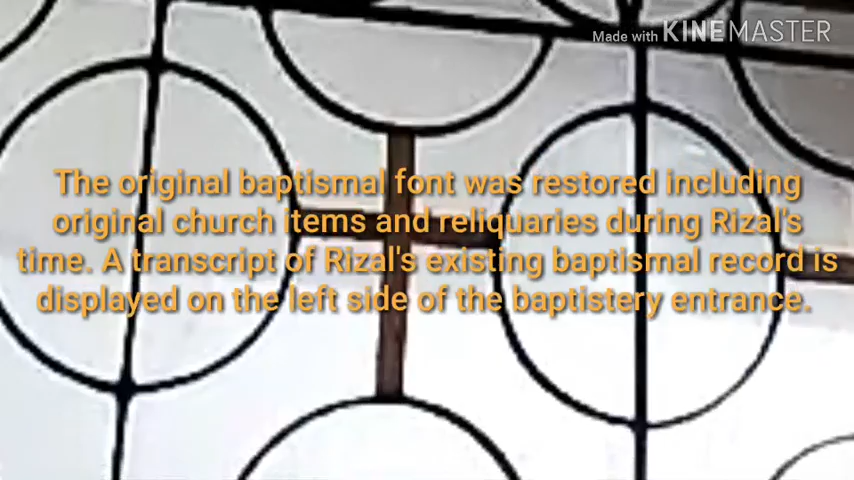 Made with KINEMASTER
The original baptismal font was restored including
original church items and reliquaries during Rizal's
time. A transcript of Rizal's existing baptismal record is
displayed on the left side of the baptistery entrance.